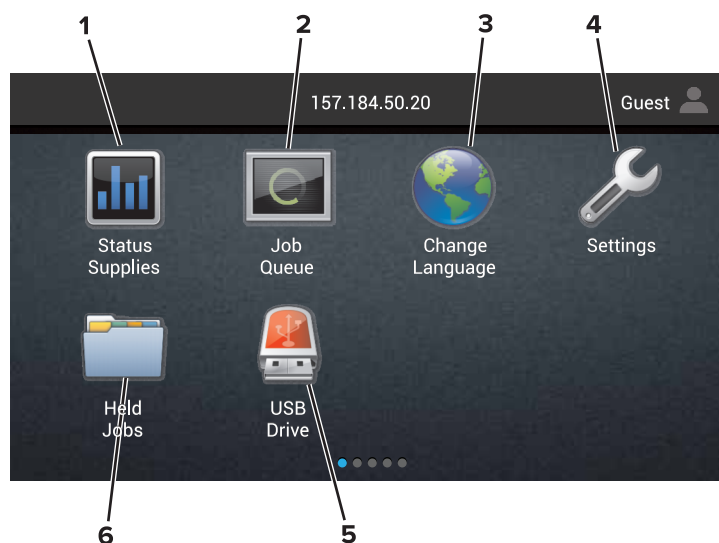 1 2 3 4
157.184.50.20 Guest
Status Supplies
Job Queue
Change Language
Settings
Held Jobs
USB Drive
6 5